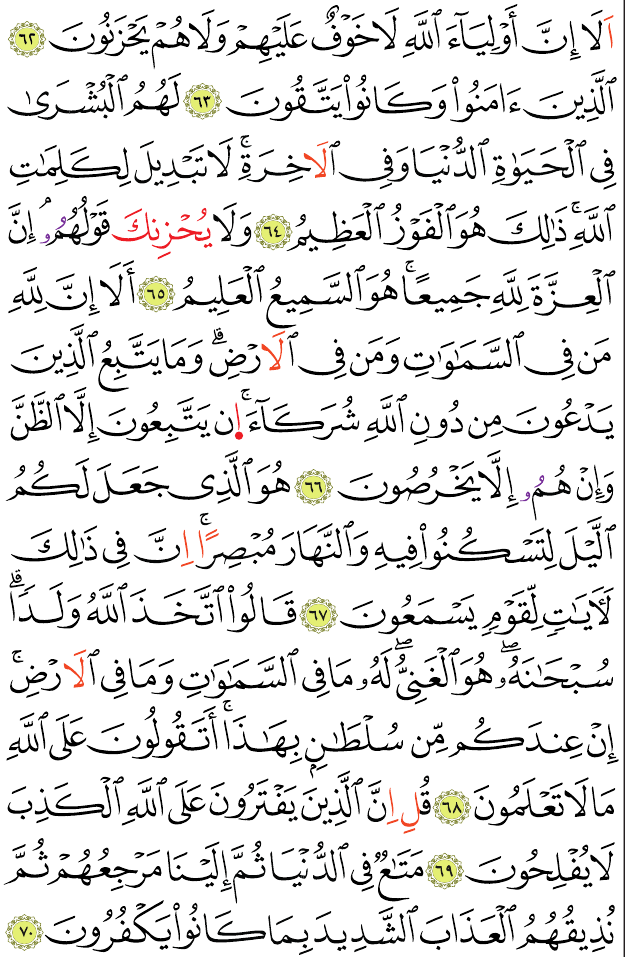 اَلَا إِنَّ أَوْلِيَآءَ ٱللَّهِ لَا خَوْفٌ عَلَيْهِمْ وَلَا هُمْ يَحْزَنُونَ ٦٢
ٱلَّذِينَ ءَامَنُوا۟ وَكَانُوا۟ يَتَّقُونَ ٦٣ لَهُمُ ٱلْبُشْرَىٰ
فِى ٱلْحَيَوٰةِ ٱلدُّنْيَا وَفِى ٱلَاخِرَةِ ۚ لَا تَبْدِيلَ لِكَلِمَٰتِ
ٱللَّهِ ۚ ذَٰلِكَ هُوَ ٱلْفَوْزُ ٱلْعَظِيمُ ٦٤ وَلَا يُحْزِنكَ قَوْلُهُمُۥٓ إِنَّ
ٱلْعِزَّةَ لِلَّهِ جَمِيعًا ۚ هُوَ ٱلسَّمِيعُ ٱلْعَلِيمُ ٦٥ أَلَا إِنَّ لِلَّهِ
مَن فِى ٱلسَّمَٰوَٰتِ وَمَن فِى ٱلَارْضِ ۗ وَمَا يَتَّبِعُ ٱلَّذِينَ
يَدْعُونَ مِن دُونِ ٱللَّهِ شُرَكَآءَ ۚ اِن يَتَّبِعُونَ إِلَّا ٱلظَّنَّ
وَإِنْ هُمُۥ إِلَّا يَخْرُصُونَ ٦٦ هُوَ ٱلَّذِى جَعَلَ لَكُمُ
ٱلَّيْلَ لِتَسْكُنُوا۟ فِيهِ وَٱلنَّهَارَ مُبْصِرًا ۚ اِنَّ فِى ذَٰلِكَ
لَأٓيَٰتٍ لِّقَوْمٍ يَسْمَعُونَ ٦٧ قَالُوا۟ ٱتَّخَذَ ٱللَّهُ وَلَدًا ۗ
سُبْحَٰنَهُۥ ۖ هُوَ ٱلْغَنِىُّ ۖ لَهُۥ مَا فِى ٱلسَّمَٰوَٰتِ وَمَا فِى ٱلَارْضِ ۚ
إِنْ عِندَكُم مِّن سُلْطَٰنٍۭ بِهَٰذَا ۚ أَتَقُولُونَ عَلَى ٱللَّهِ
مَا لَا تَعْلَمُونَ ٦٨ قُلِ اِنَّ ٱلَّذِينَ يَفْتَرُونَ عَلَى ٱللَّهِ ٱلْكَذِبَ
لَا يُفْلِحُونَ ٦٩ مَتَٰعٌ فِى ٱلدُّنْيَا ثُمَّ إِلَيْنَا مَرْجِعُهُمْ ثُمَّ
نُذِيقُهُمُ ٱلْعَذَابَ ٱلشَّدِيدَ بِمَا كَانُوا۟ يَكْفُرُونَ ٧٠